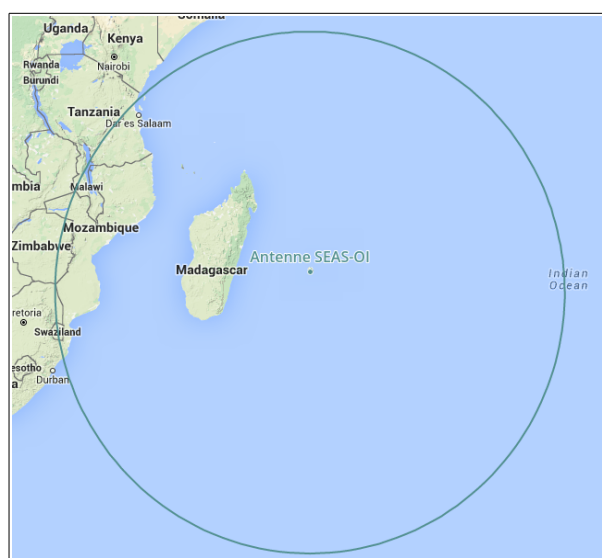 Somalia
Uganda
Kenya
Nairobi
Rwanda
Burundi
Tanzania
Dar es Salaam
mbia
Malawi
Mozambique
Zimbabwe
Antenne SEAS-OI
Madagascar
Indian
Ocean
retoria
Swaziland
esotho
Durban
a